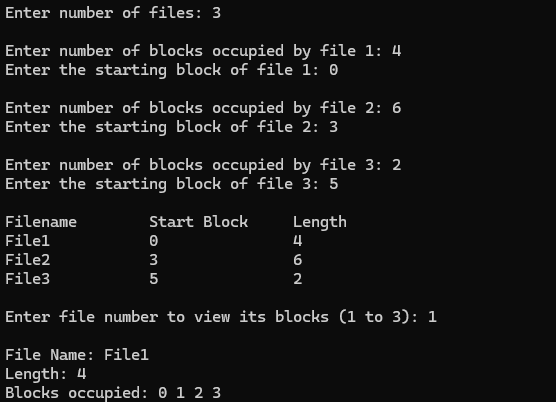 Enter number of files: 3
Enter number of blocks occupied by file 1: 4
Enter the starting block of file 1: 0
Enter number of blocks occupied by file 2: 6
Enter the starting block of file 2: 3
Enter number of blocks occupied by file 3: 2
Enter the starting block of file 3: 5
Filename Start Block Length
File1 0 4
File2 3 6
File3 5 2
Enter file number to view its blocks (1 to 3): 1
File Name: File1
Length: 4
Blocks occupied: 0 1 2 3